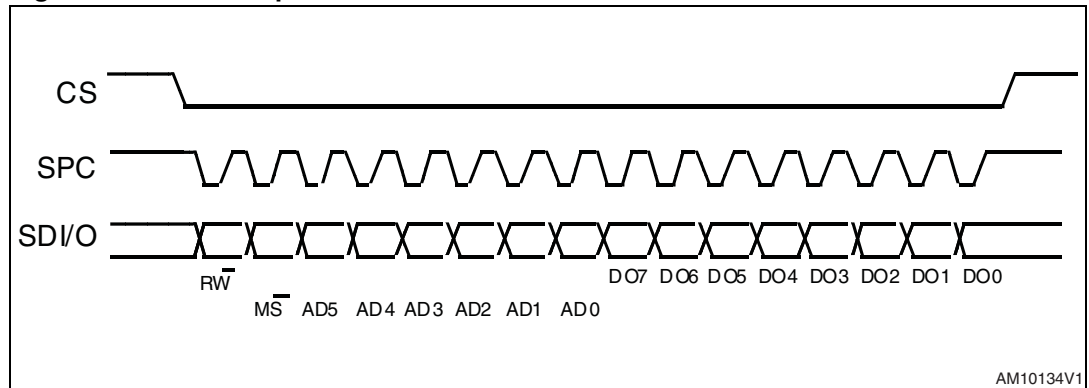 CS
SPC
SDI/O
RW
DO7 DO6 DO5 DO4 DO3 DO2 DO1 DO0
MS AD5 AD4 AD3 AD2 AD1 AD0
AM10134V1